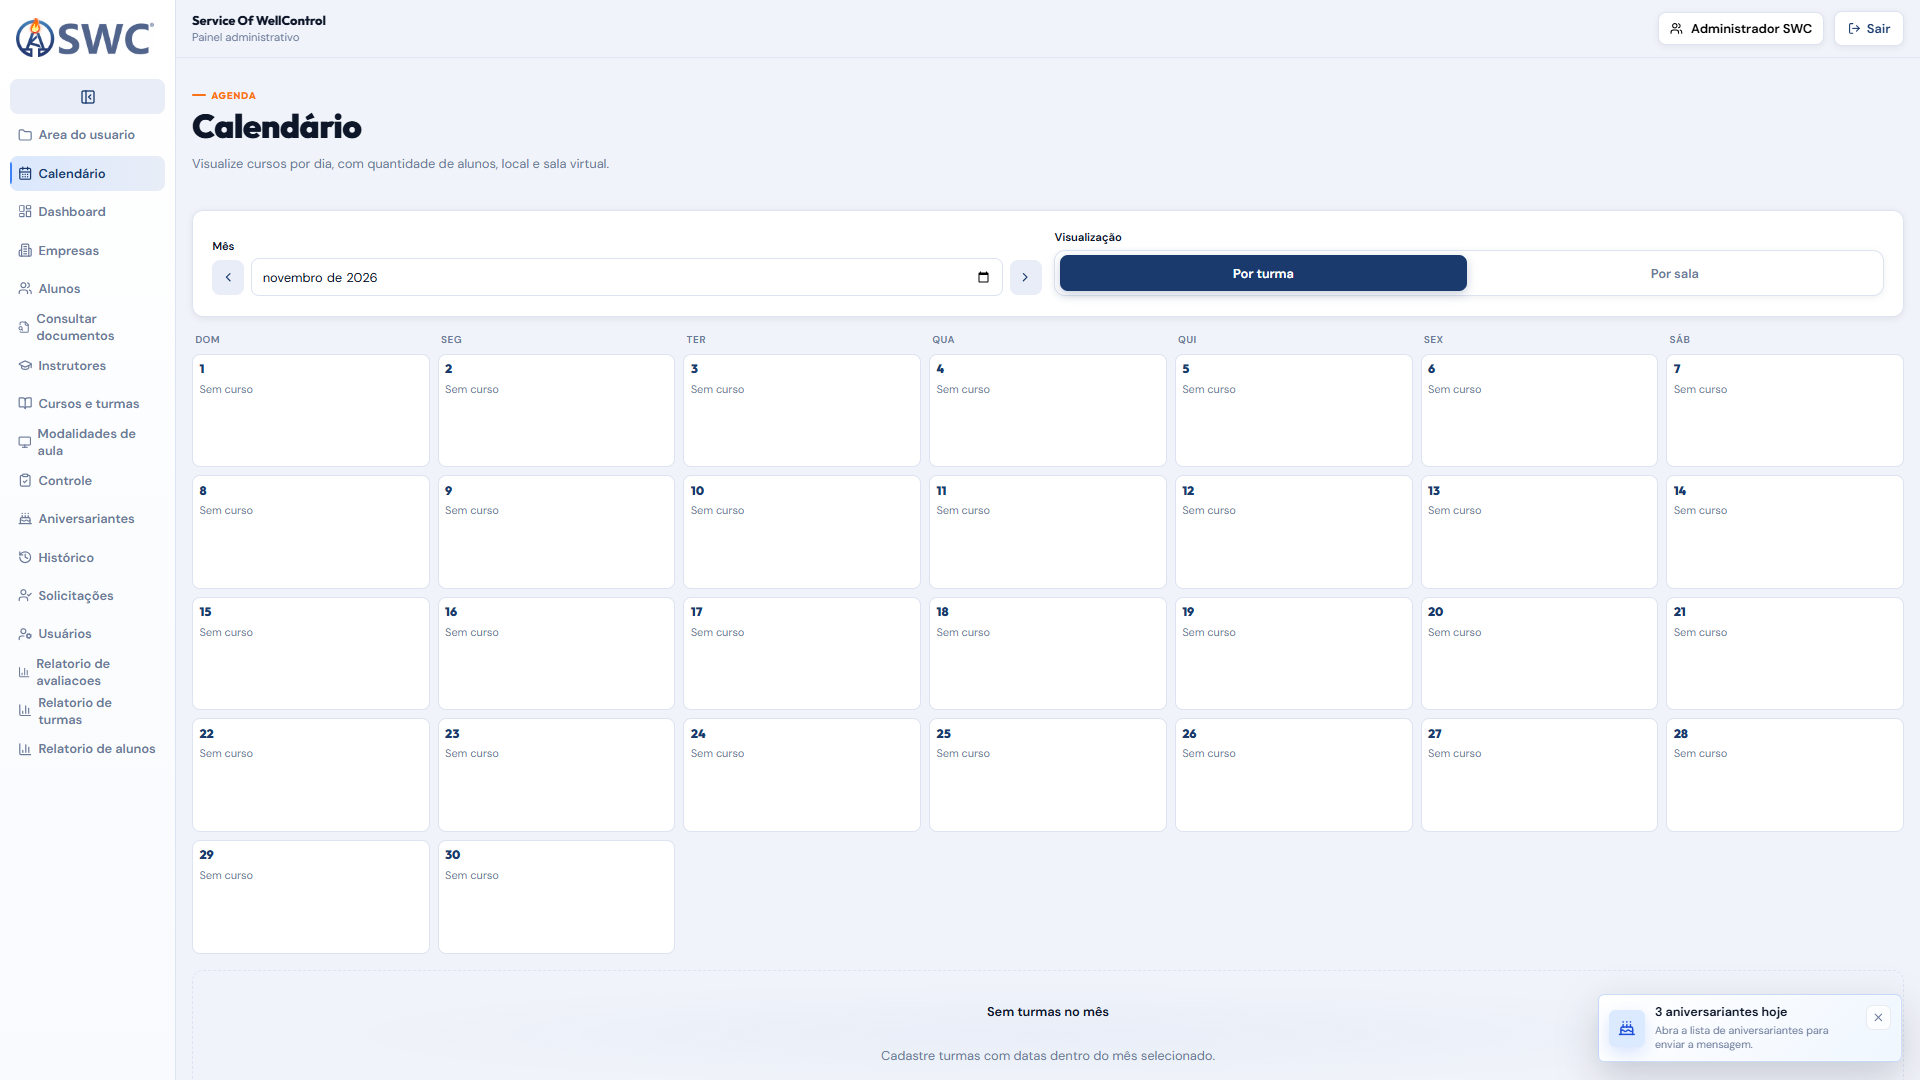 SWC
Service Of WellControl
Painel administrativo
Administrador SWC
Sair
Area do usuario
Calendário
Dashboard
Empresas
Alunos
Consultar
documentos
Instrutores
Cursos e turmas
Modalidades de
aula
Controle
Aniversariantes
Histórico
Solicitações
Usuários
Relatorio de
avaliacoes
Relatorio de
turmas
Relatorio de alunos
AGENDA
Calendário
Visualize cursos por dia, com quantidade de alunos, local e sala virtual.
Mês
novembro de 2026
Visualização
Por turma
Por sala
DOM SEG TER QUA QUI SEX SÁB
1 2 3 4 5 6 7
Sem curso Sem curso Sem curso Sem curso Sem curso Sem curso Sem curso
8 9 10 11 12 13 14
Sem curso Sem curso Sem curso Sem curso Sem curso Sem curso Sem curso
15 16 17 18 19 20 21
Sem curso Sem curso Sem curso Sem curso Sem curso Sem curso Sem curso
22 23 24 25 26 27 28
Sem curso Sem curso Sem curso Sem curso Sem curso Sem curso Sem curso
29 30
Sem curso Sem curso
Sem turmas no mês
Cadastre turmas com datas dentro do mês selecionado.
3 aniversariantes hoje
Abra a lista de aniversariantes para
enviar a mensagem.